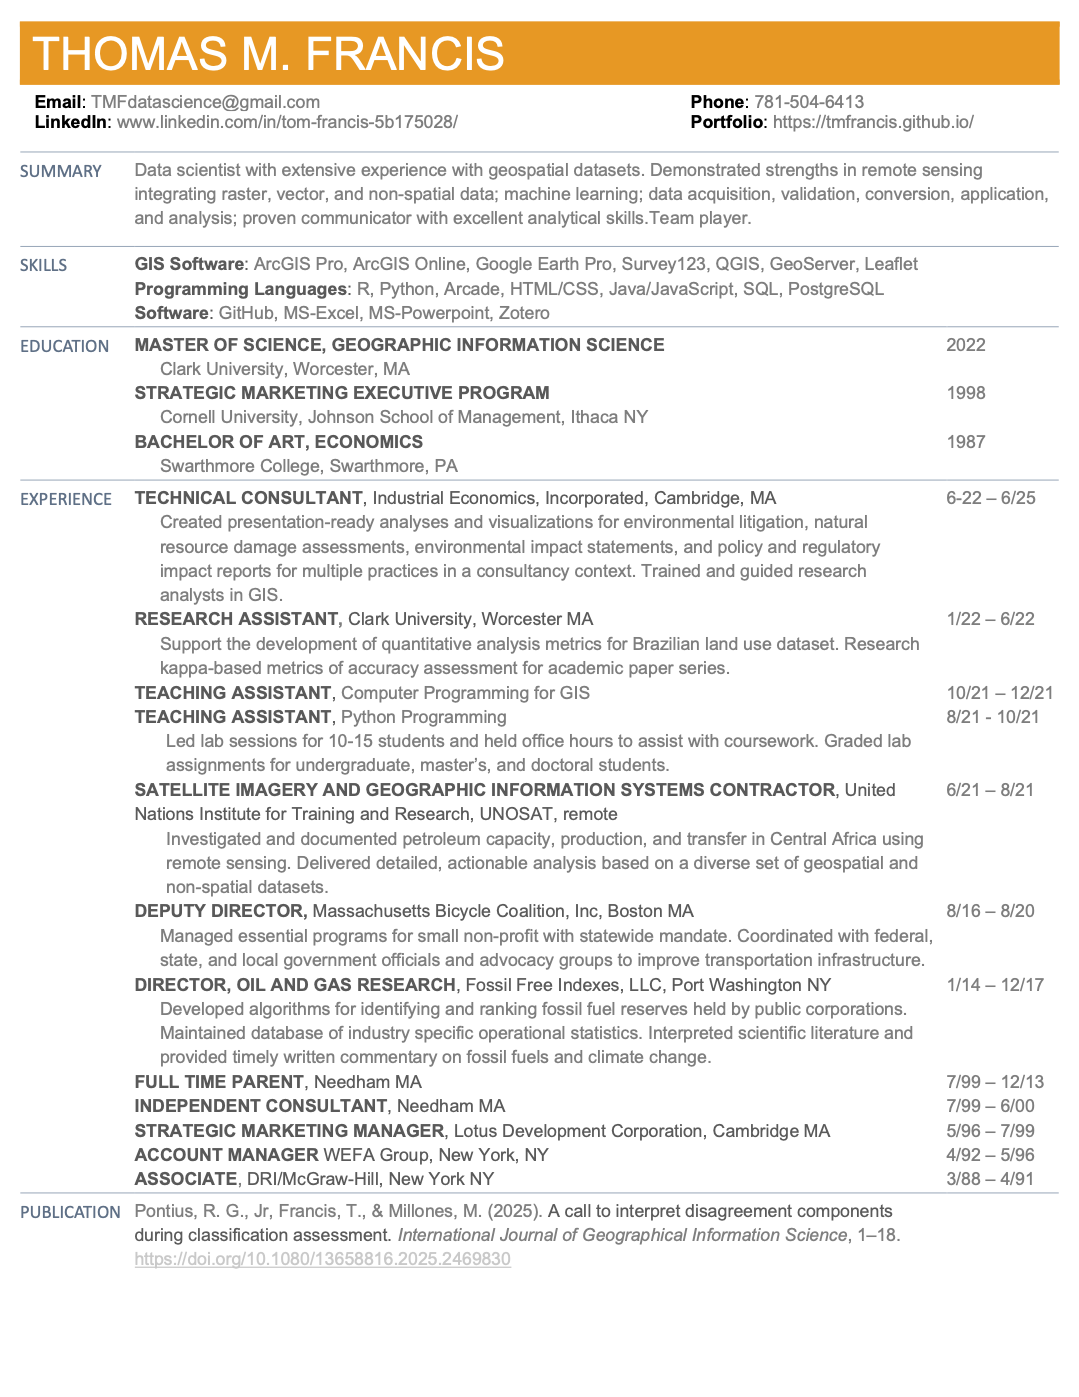 THOMAS M. FRANCIS
Email: TMFdatascience@gmail.com Phone: 781-504-6413
LinkedIn: www.linkedin.com/in/tom-francis-5b175028/ Portfolio: https://tmfrancis.github.io/
SUMMARY Data scientist with extensive experience with geospatial datasets. Demonstrated strengths in remote sensing
integrating raster, vector, and non-spatial data; machine learning; data acquisition, validation, conversion, application,
and analysis; proven communicator with excellent analytical skills.Team player.
SKILLS GIS Software: ArcGIS Pro, ArcGIS Online, Google Earth Pro, Survey123, QGIS, GeoServer, Leaflet
Programming Languages: R, Python, Arcade, HTML/CSS, Java/JavaScript, SQL, PostgreSQL
Software: GitHub, MS-Excel, MS-Powerpoint, Zotero
EDUCATION MASTER OF SCIENCE, GEOGRAPHIC INFORMATION SCIENCE 2022
Clark University, Worcester, MA
STRATEGIC MARKETING EXECUTIVE PROGRAM 1998
Cornell University, Johnson School of Management, Ithaca NY
BACHELOR OF ART, ECONOMICS 1987
Swarthmore College, Swarthmore, PA
EXPERIENCE TECHNICAL CONSULTANT, Industrial Economics, Incorporated, Cambridge, MA 6-22 – 6/25
Created presentation-ready analyses and visualizations for environmental litigation, natural
resource damage assessments, environmental impact statements, and policy and regulatory
impact reports for multiple practices in a consultancy context. Trained and guided research
analysts in GIS.
RESEARCH ASSISTANT, Clark University, Worcester MA 1/22 – 6/22
Support the development of quantitative analysis metrics for Brazilian land use dataset. Research
kappa-based metrics of accuracy assessment for academic paper series.
TEACHING ASSISTANT, Computer Programming for GIS 10/21 – 12/21
TEACHING ASSISTANT, Python Programming 8/21 - 10/21
Led lab sessions for 10-15 students and held office hours to assist with coursework. Graded lab
assignments for undergraduate, master’s, and doctoral students.
SATELLITE IMAGERY AND GEOGRAPHIC INFORMATION SYSTEMS CONTRACTOR, United 6/21 – 8/21
Nations Institute for Training and Research, UNOSAT, remote
Investigated and documented petroleum capacity, production, and transfer in Central Africa using
remote sensing. Delivered detailed, actionable analysis based on a diverse set of geospatial and
non-spatial datasets.
DEPUTY DIRECTOR, Massachusetts Bicycle Coalition, Inc, Boston MA 8/16 – 8/20
Managed essential programs for small non-profit with statewide mandate. Coordinated with federal,
state, and local government officials and advocacy groups to improve transportation infrastructure.
DIRECTOR, OIL AND GAS RESEARCH, Fossil Free Indexes, LLC, Port Washington NY 1/14 – 12/17
Developed algorithms for identifying and ranking fossil fuel reserves held by public corporations.
Maintained database of industry specific operational statistics. Interpreted scientific literature and
provided timely written commentary on fossil fuels and climate change.
FULL TIME PARENT, Needham MA 7/99 – 12/13
INDEPENDENT CONSULTANT, Needham MA 7/99 – 6/00
STRATEGIC MARKETING MANAGER, Lotus Development Corporation, Cambridge MA 5/96 – 7/99
ACCOUNT MANAGER WEFA Group, New York, NY 4/92 – 5/96
ASSOCIATE, DRI/McGraw-Hill, New York NY 3/88 – 4/91
PUBLICATION Pontius, R. G., Jr, Francis, T., & Millones, M. (2025). A call to interpret disagreement components
during classification assessment. International Journal of Geographical Information Science, 1–18.
https://doi.org/10.1080/13658816.2025.2469830